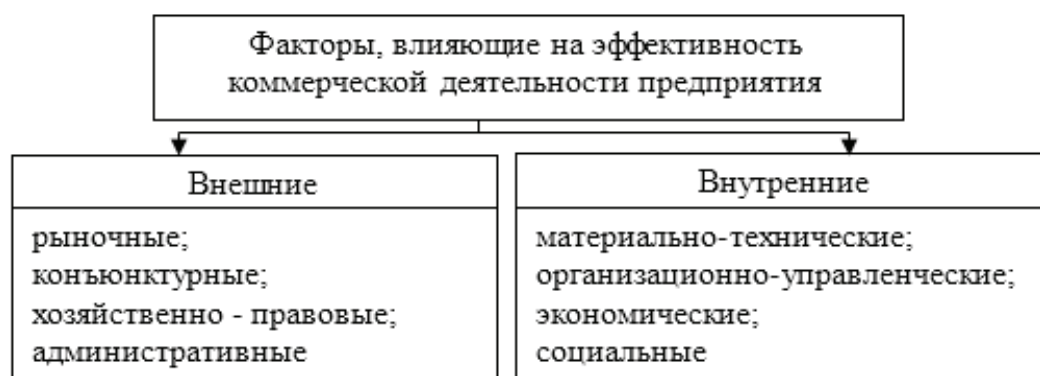 Факторы, влияющие на эффективность
коммерческой деятельности предприятия
Внешние
рыночные;
конъюнктурные;
хозяйственно - правовые;
административные
Внутренние
материально-технические;
организационно-управленческие;
экономические;
социальные